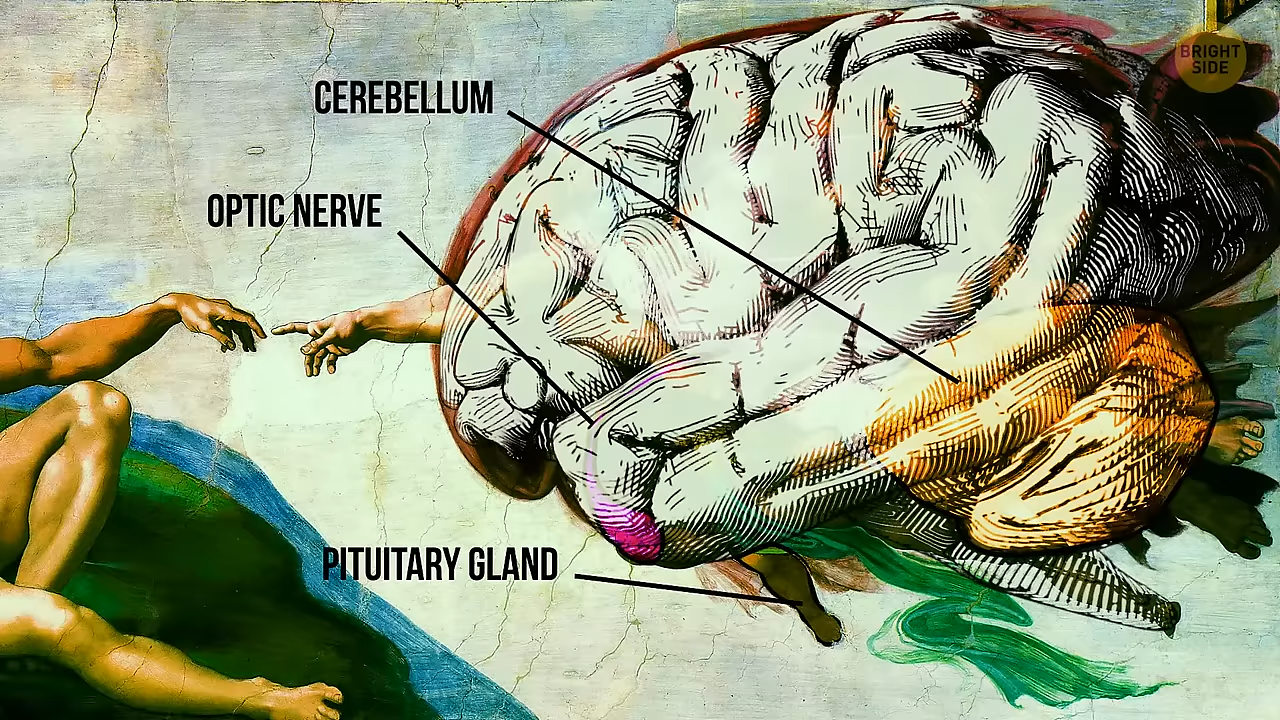 BRIGHT
SIDE
CEREBELLUM
OPTIC NERVE
PITUITARY GLAND